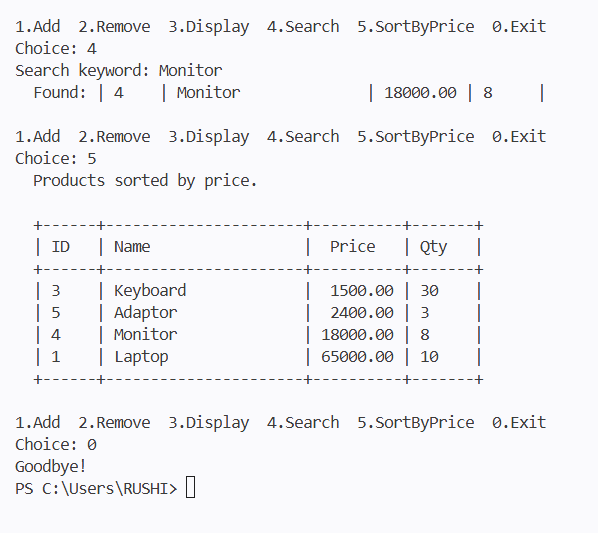 1.Add  2.Remove  3.Display  4.Search  5.SortByPrice  0.Exit
Choice: 4
Search keyword: Monitor
  Found: | 4    | Monitor              | 18000.00 | 8     |

1.Add  2.Remove  3.Display  4.Search  5.SortByPrice  0.Exit
Choice: 5
  Products sorted by price.

  +------+----------------------+----------+-------+
  | ID   | Name                 |  Price   | Qty   |
  +------+----------------------+----------+-------+
  | 3    | Keyboard             |  1500.00 | 30    |
  | 5    | Adaptor              |  2400.00 | 3     |
  | 4    | Monitor              | 18000.00 | 8     |
  | 1    | Laptop               | 65000.00 | 10    |
  +------+----------------------+----------+-------+

1.Add  2.Remove  3.Display  4.Search  5.SortByPrice  0.Exit
Choice: 0
Goodbye!
PS C:\Users\RUSHI>